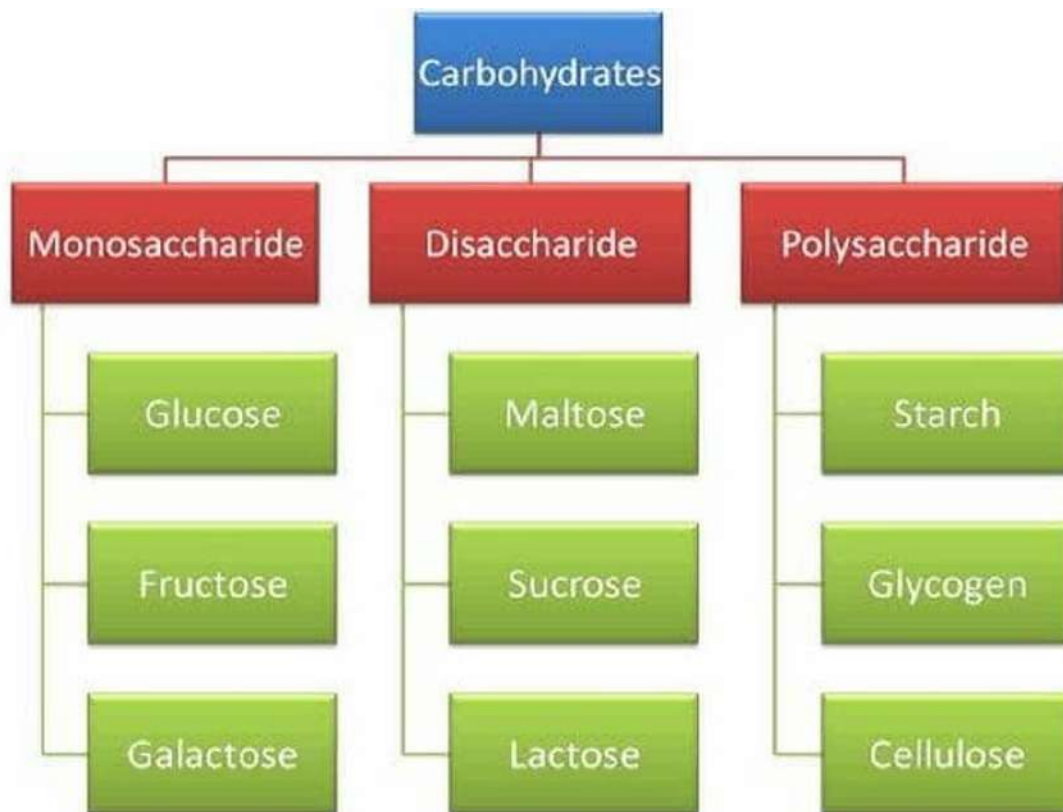 Carbohydrates
Monosaccharide
Disaccharide
Polysaccharide
Glucose
Maltose
Starch
Fructose
Sucrose
Glycogen
Galactose
Lactose
Cellulose